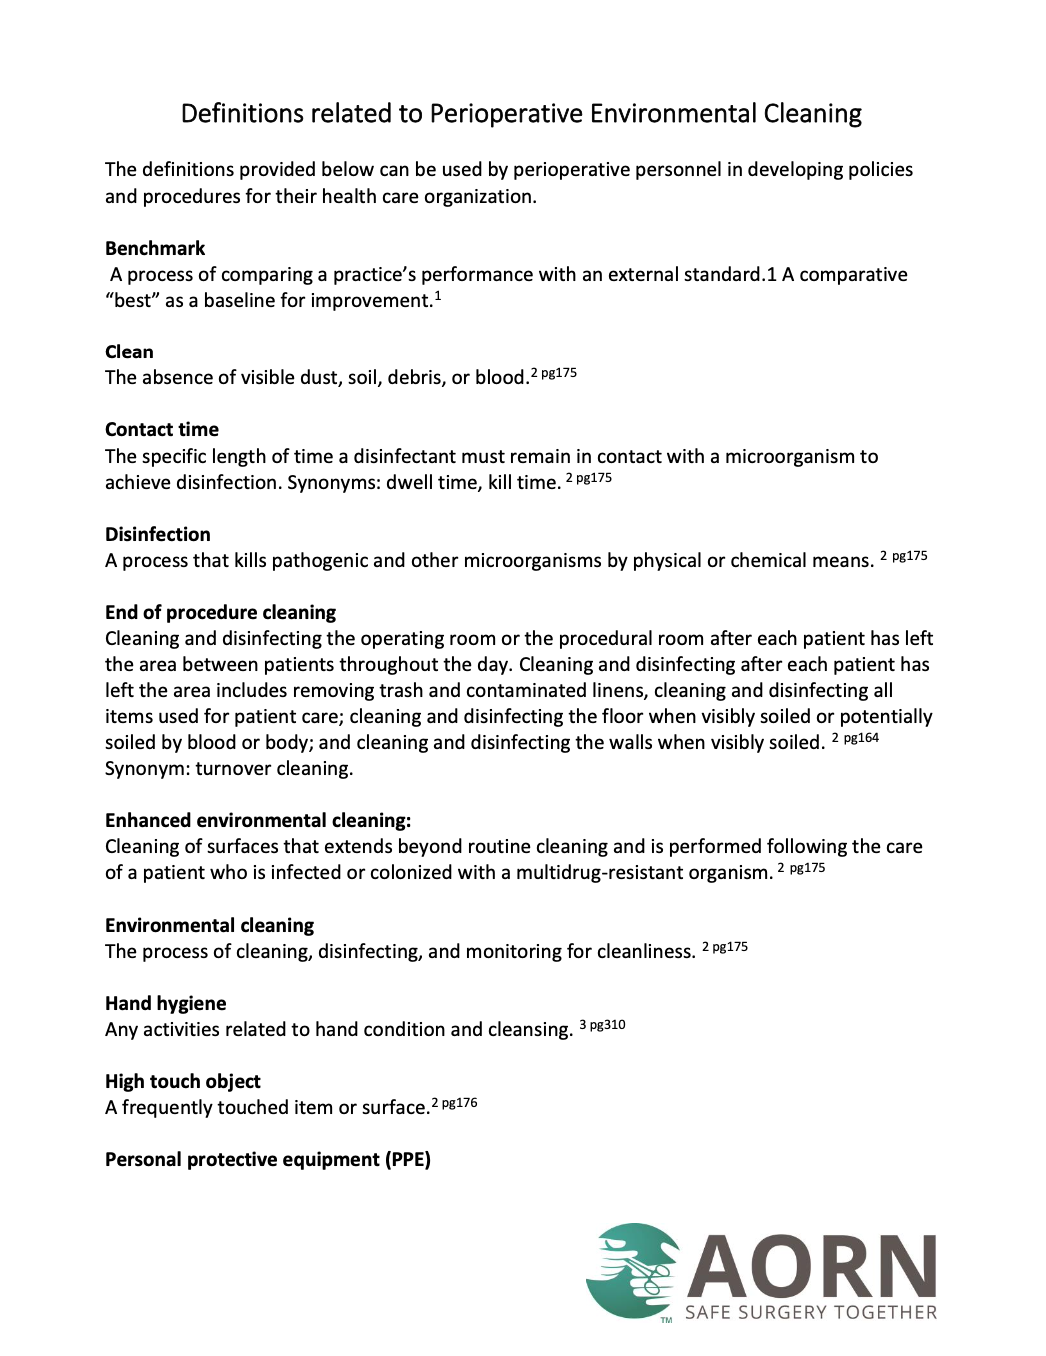 Definitions related to Perioperative Environmental Cleaning
The definitions provided below can be used by perioperative personnel in developing policies
and procedures for their health care organization.
Benchmark
A process of comparing a practice’s performance with an external standard.1 A comparative
“best” as a baseline for improvement.1
Clean
The absence of visible dust, soil, debris, or blood.2 pg175
Contact time
The specific length of time a disinfectant must remain in contact with a microorganism to
achieve disinfection. Synonyms: dwell time, kill time. 2 pg175
Disinfection
A process that kills pathogenic and other microorganisms by physical or chemical means. 2 pg175
End of procedure cleaning
Cleaning and disinfecting the operating room or the procedural room after each patient has left
the area between patients throughout the day. Cleaning and disinfecting after each patient has
left the area includes removing trash and contaminated linens, cleaning and disinfecting all
items used for patient care; cleaning and disinfecting the floor when visibly soiled or potentially
soiled by blood or body; and cleaning and disinfecting the walls when visibly soiled. 2 pg164
Synonym: turnover cleaning.
Enhanced environmental cleaning:
Cleaning of surfaces that extends beyond routine cleaning and is performed following the care
of a patient who is infected or colonized with a multidrug-resistant organism. 2 pg175
Environmental cleaning
The process of cleaning, disinfecting, and monitoring for cleanliness. 2 pg175
Hand hygiene
Any activities related to hand condition and cleansing. 3 pg310
High touch object
A frequently touched item or surface.2 pg176
Personal protective equipment (PPE)
AORN
SAFE SURGERY TOGETHER
TM